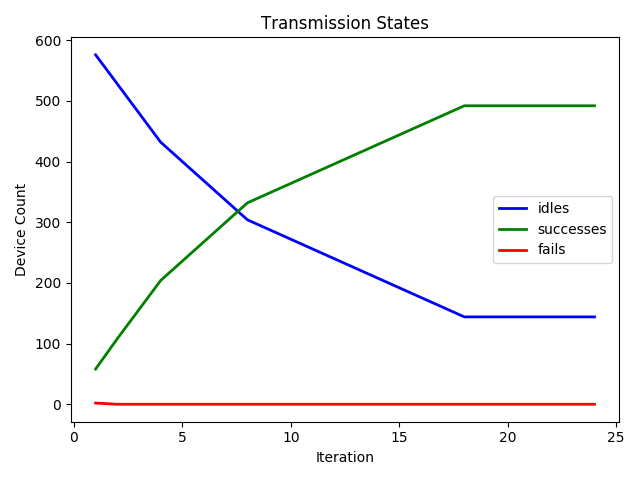 Transmission States
600
500
400
300
200
100
0
Device Count
idles
successes
fails
0 5 10 15 20 25
Iteration